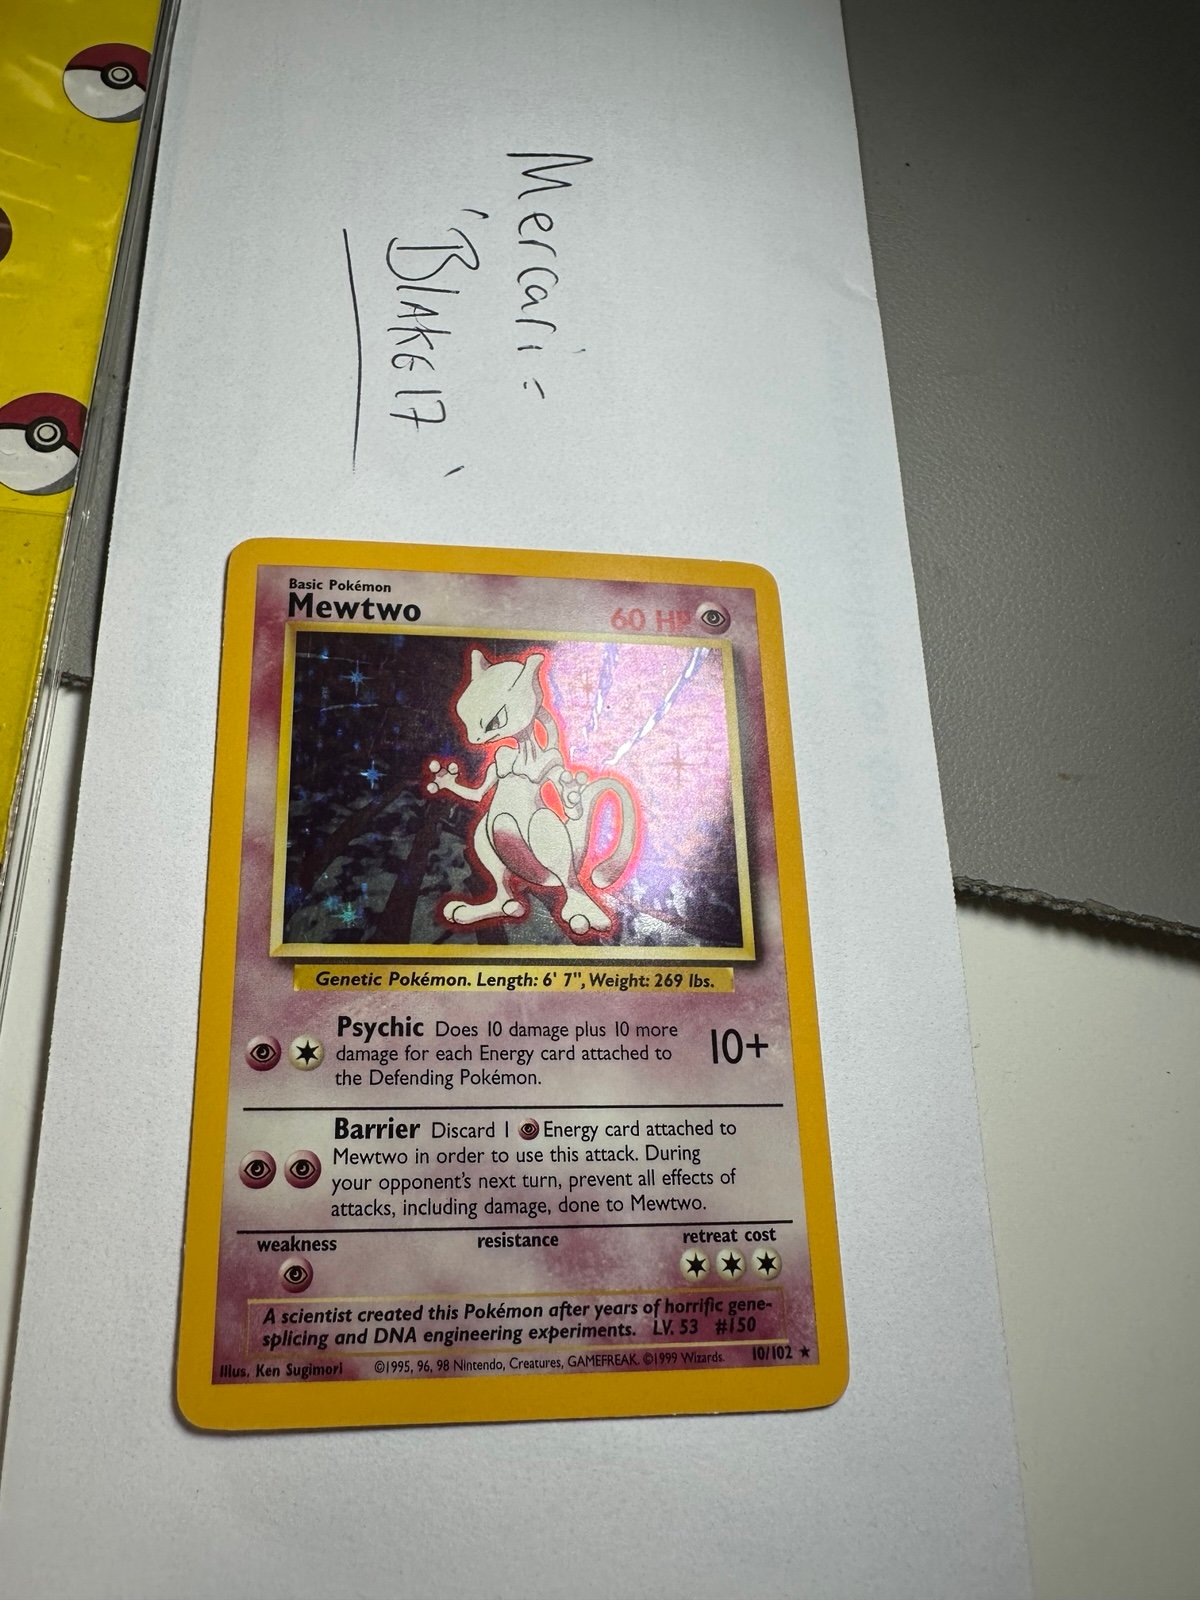 Mercari:
'BLAKE17'
Basic Pokémon
Mewtwo
60 HP
Genetic Pokémon. Length: 6' 7", Weight: 269 lbs.
Psychic Does 10 damage plus 10 more
damage for each Energy card attached to
the Defending Pokémon.
10+
Barrier Discard 1 Energy card attached to
Mewtwo in order to use this attack. During
your opponent's next turn, prevent all effects of
attacks, including damage, done to Mewtwo.
weakness resistance retreat cost
A scientist created this Pokémon after years of horrific gene-
splicing and DNA engineering experiments. LV. 53 #150
Illus. Ken Sugimori ©1995, 96, 98 Nintendo, Creatures, GAMEFREAK. ©1999 Wizards. 10/102 ★